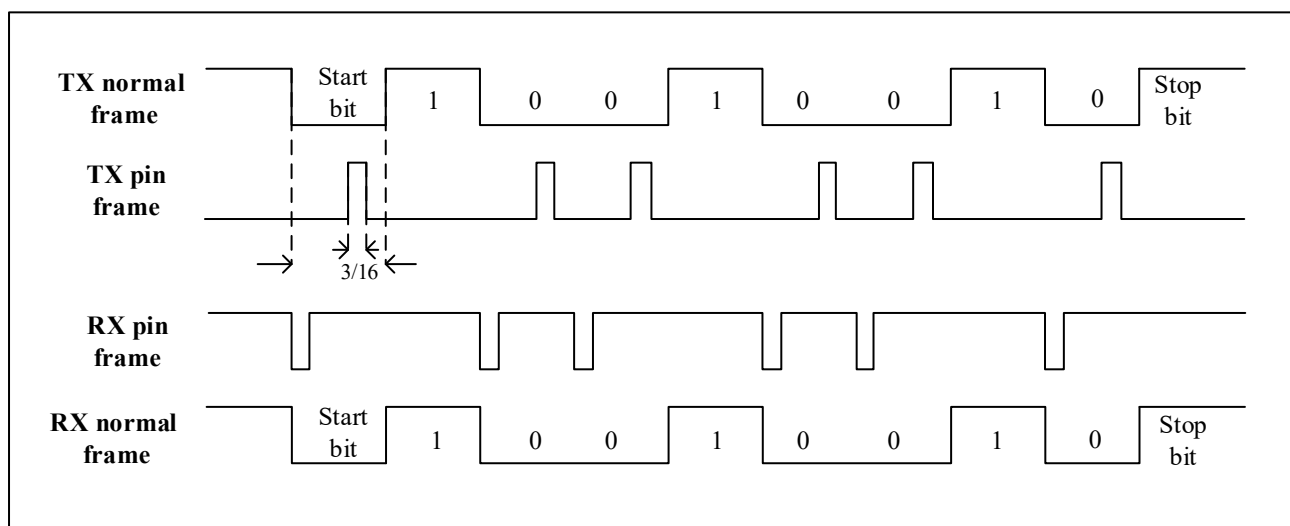 TX normal
frame
Start
bit
1 0 0 1 0 0 1 0
Stop
bit
TX pin
frame
3/16
RX pin
frame
RX normal
frame
Start
bit
1 0 0 1 0 0 1 0
Stop
bit